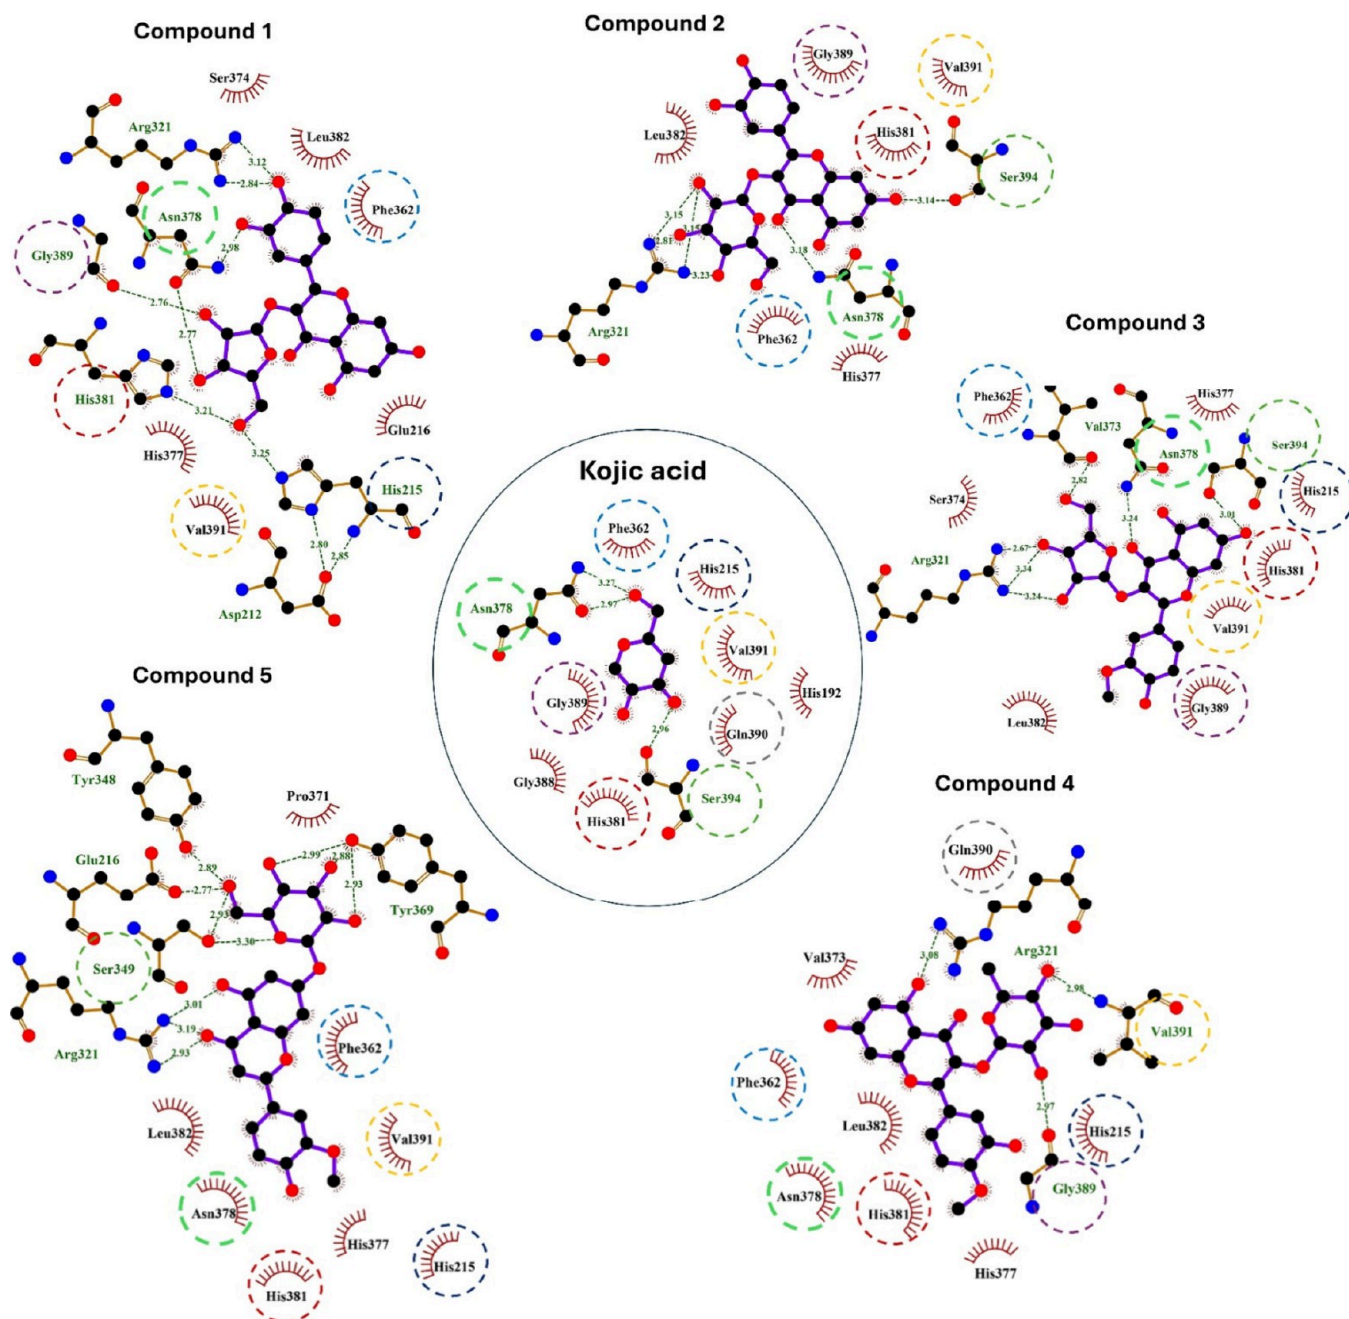 Compound 1
Ser374
Arg321
Leu382
3.12
2.84
Asn378
Phe362
2.98
Gly389
2.76
2.77
His381
3.21
Glu216
His377
3.25
His215
Val391
2.80
2.85
Asp212
Compound 2
Gly389
Val391
Leu382
His381
Ser394
3.14
3.15
3.15
2.81
3.18
3.23
Asn378
Arg321
Phe362
His377
Compound 3
Phe362
His377
Val373
Ser394
Asn378
2.82
His215
Ser374
3.24
3.01
Arg321
2.67
3.34
His381
3.24
Val391
Gly389
Leu382
Kojic acid
Phe362
His215
3.27
Asn378
2.97
Val391
His192
Gly389
Gln390
2.96
Gly388
Ser394
His381
Compound 5
Tyr348
Pro371
2.99
2.88
Glu216
2.89
2.77
2.93
Tyr369
2.93
3.30
Ser349
3.01
3.19
Arg321
2.93
Phe362
Leu382
Val391
Asn378
His377
His215
His381
Compound 4
Gln390
Arg321
3.08
Val373
2.98
Val391
Phe362
2.97
Leu382
His215
Asn378
His381
Gly389
His377